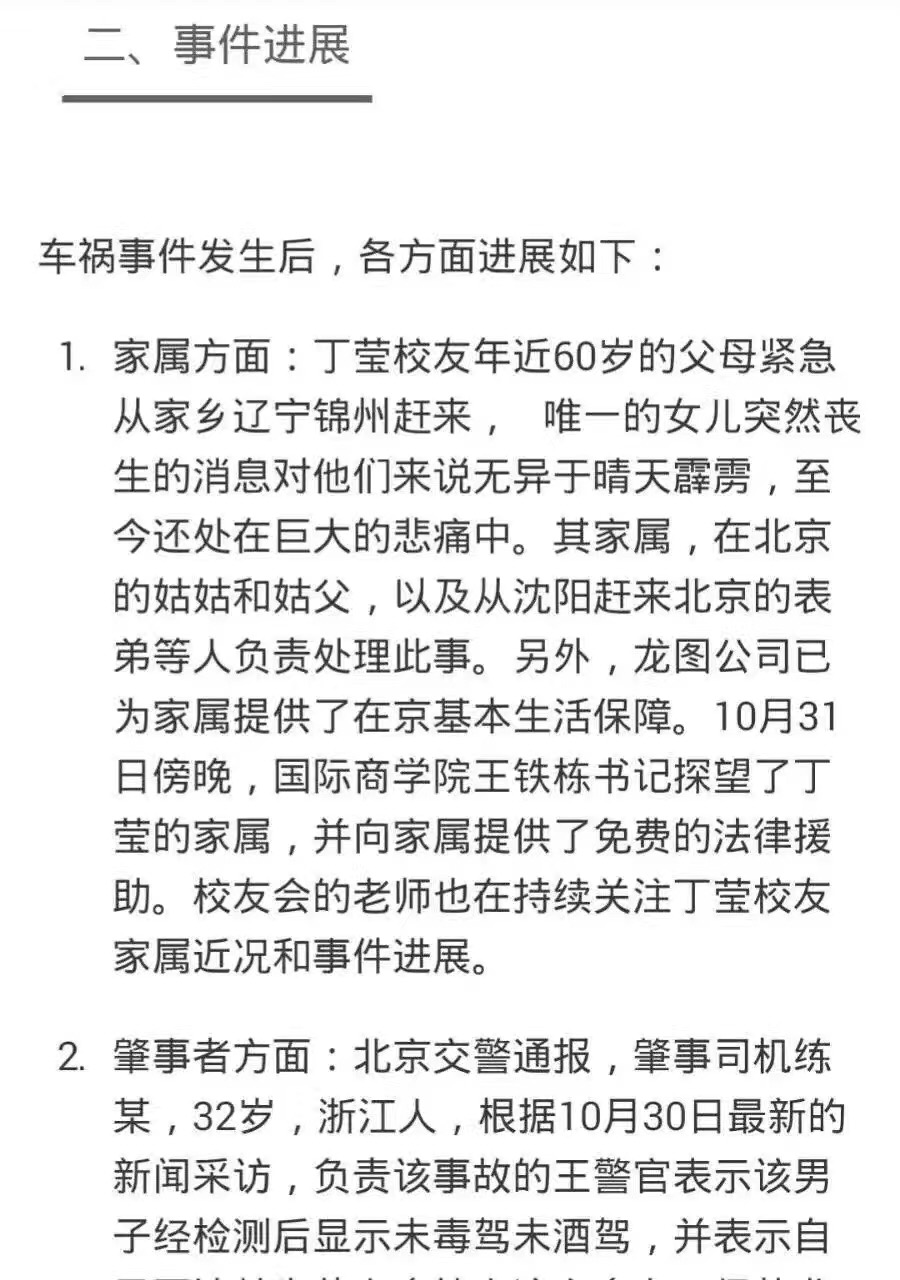 二、事件进展
车祸事件发生后，各方面进展如下：
1. 家属方面：丁莹校友年近60岁的父母紧急
从家乡辽宁锦州赶来， 唯一的女儿突然丧
生的消息对他们来说无异于晴天霹雳，至
今还处在巨大的悲痛中。其家属，在北京
的姑姑和姑父，以及从沈阳赶来北京的表
弟等人负责处理此事。另外，龙图公司已
为家属提供了在京基本生活保障。10月31
日傍晚，国际商学院王铁栋书记探望了丁
莹的家属，并向家属提供了免费的法律援
助。校友会的老师也在持续关注丁莹校友
家属近况和事件进展。
2. 肇事者方面：北京交警通报，肇事司机练
某，32岁，浙江人，根据10月30日最新的
新闻采访，负责该事故的王警官表示该男
子经检测后显示未毒驾未酒驾，并表示自